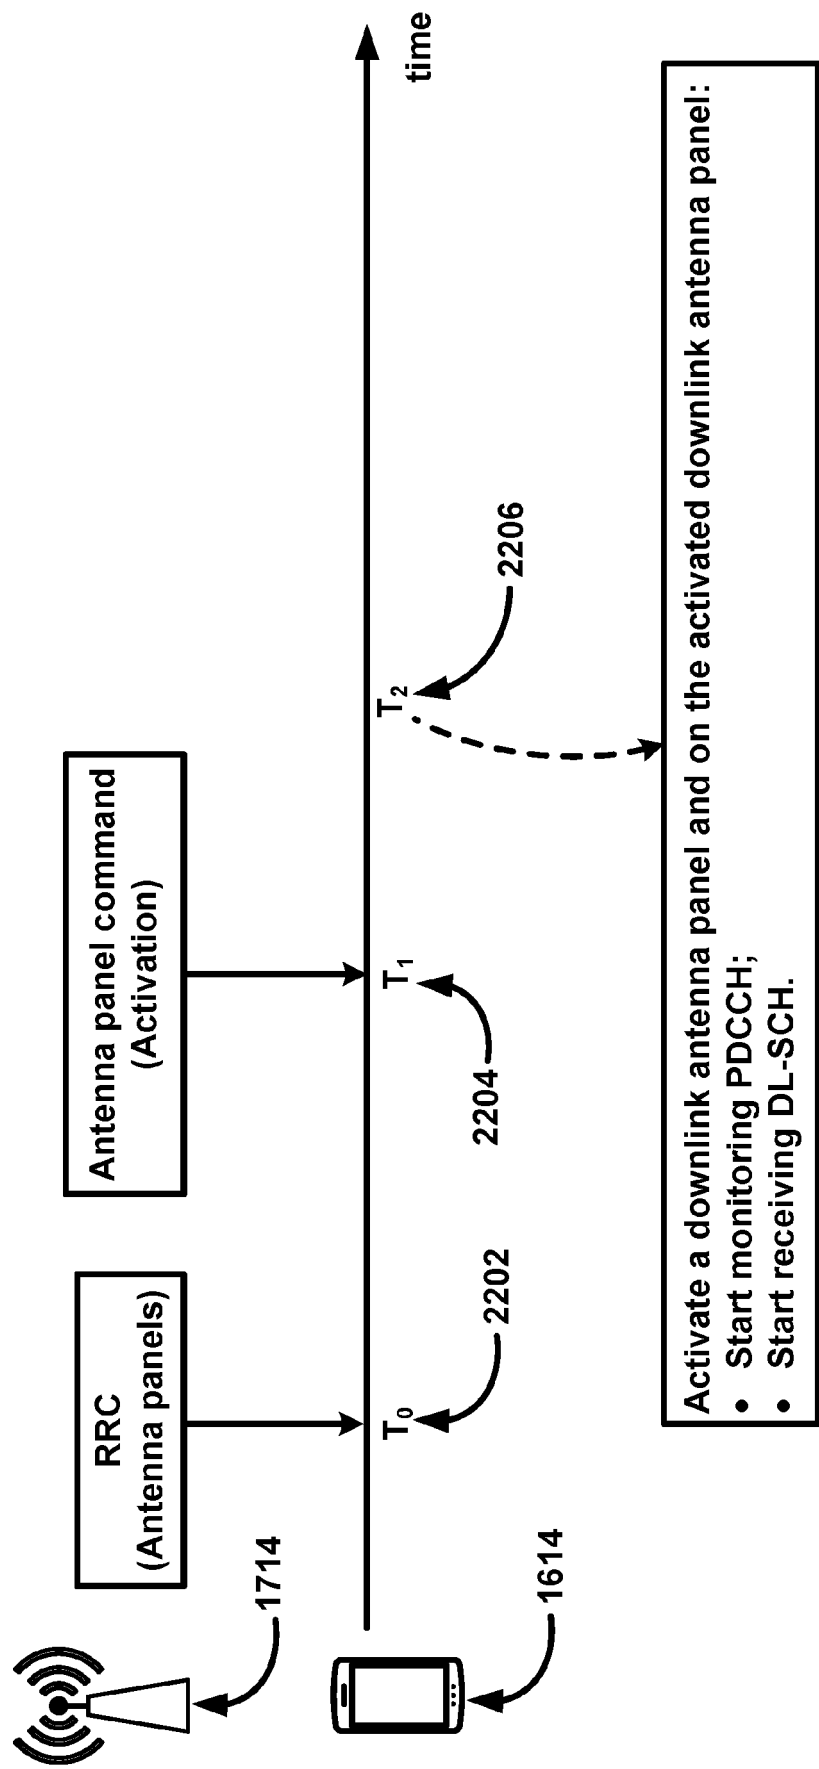 1714
1614
RRC
(Antenna panels)
Antenna panel command
(Activation)
T0
2202
T1
2204
T2
2206
time
Activate a downlink antenna panel and on the activated downlink antenna panel:
• Start monitoring PDCCH;
• Start receiving DL-SCH.